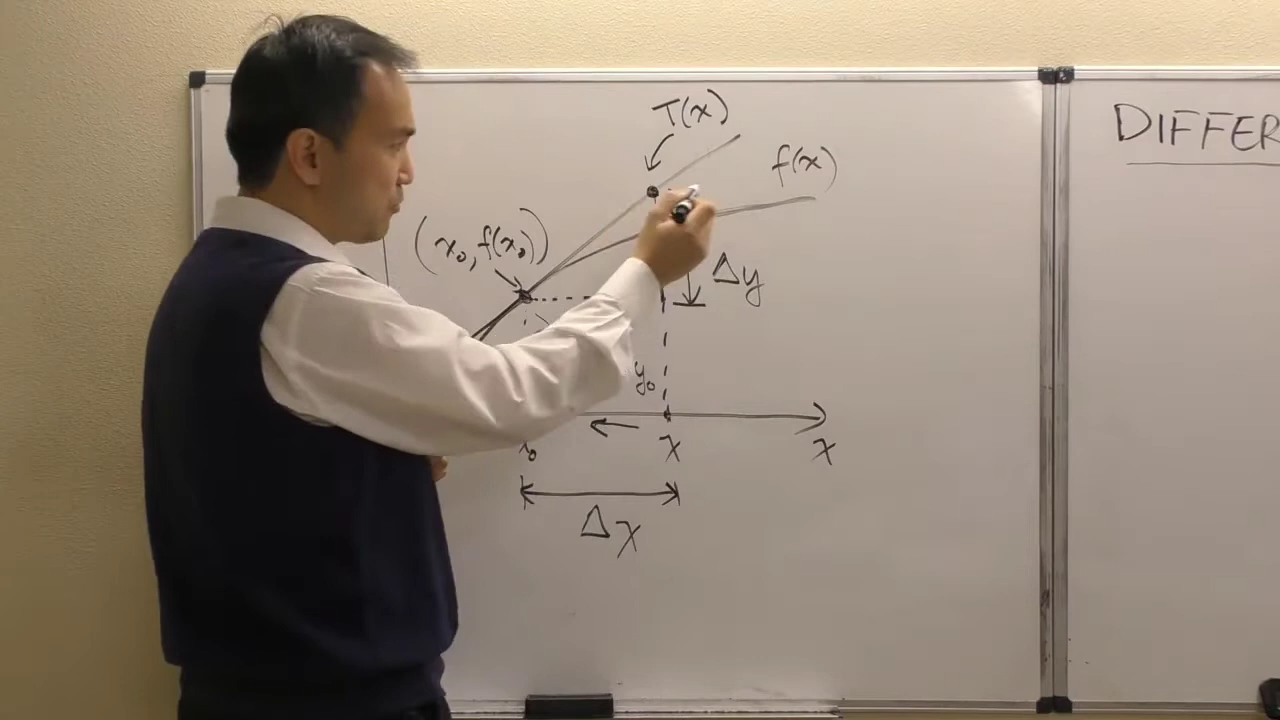 T(x)
f(x)
(x₀, f(x₀))
Δy
y₀
x
x
Δx
DIFFER